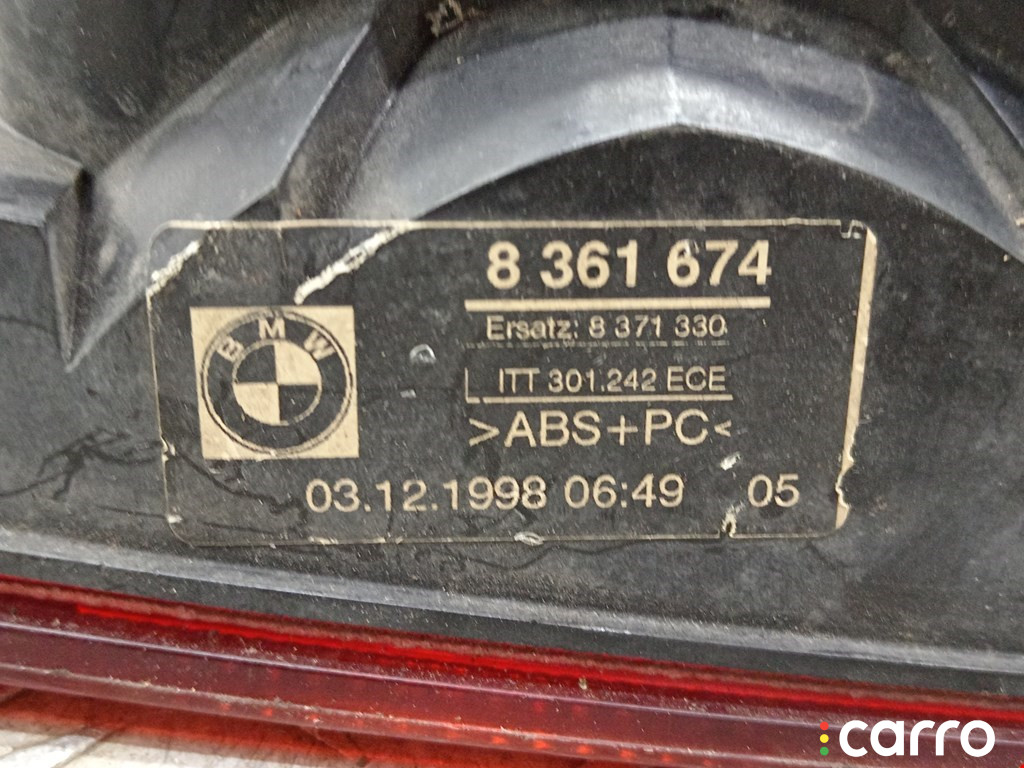 8 361 674
Ersatz: 8 371 330
BMW
ITT 301.242 ECE
>ABS+PC<
03.12.1998 06:49 05
carro